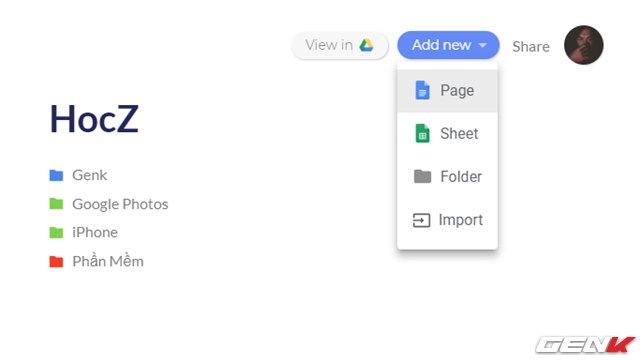 View in
Add new
Share
Page
Sheet
Folder
Import
HocZ
Genk
Google Photos
iPhone
Phần Mềm
GENK